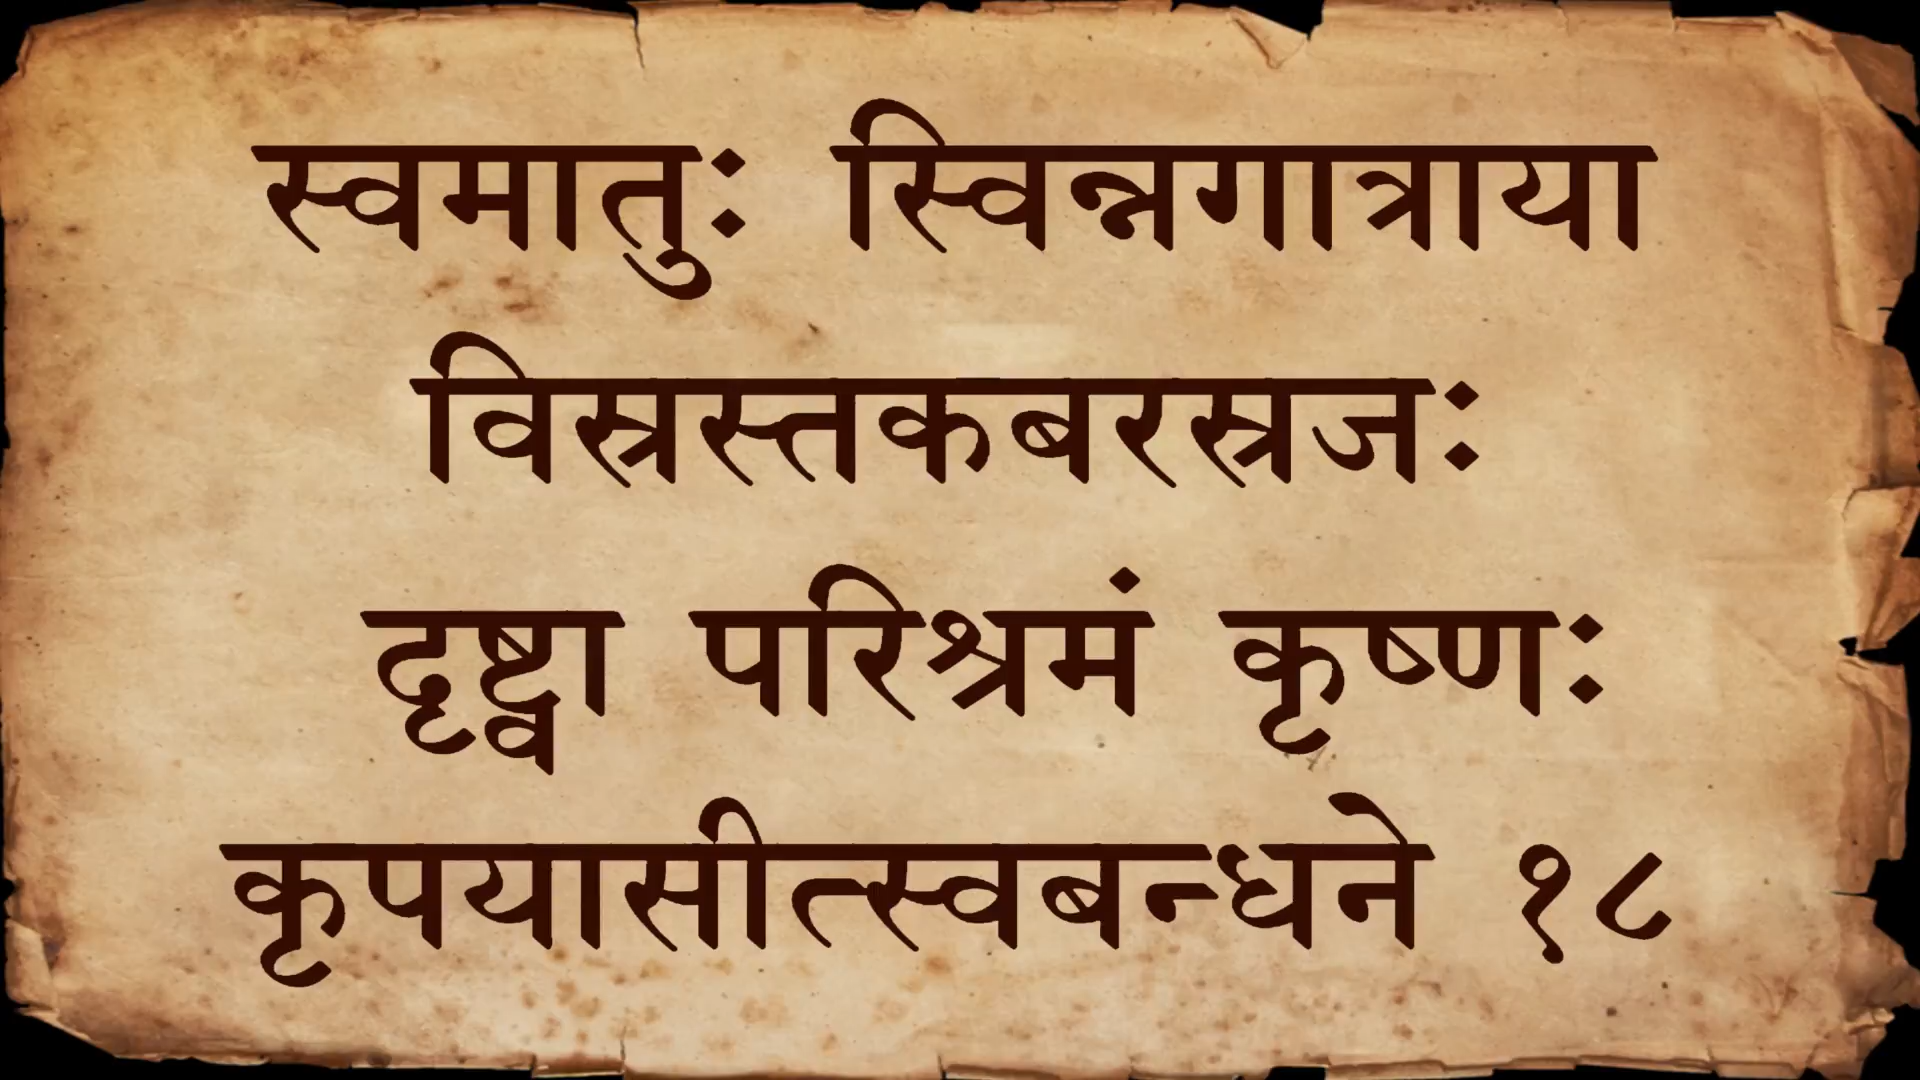 स्वमातुः स्विन्नगात्राया
विस्रस्तकबरस्रजः
दृष्ट्वा परिश्रमं कृष्णः
कृपयासीत्स्वबन्धने १८